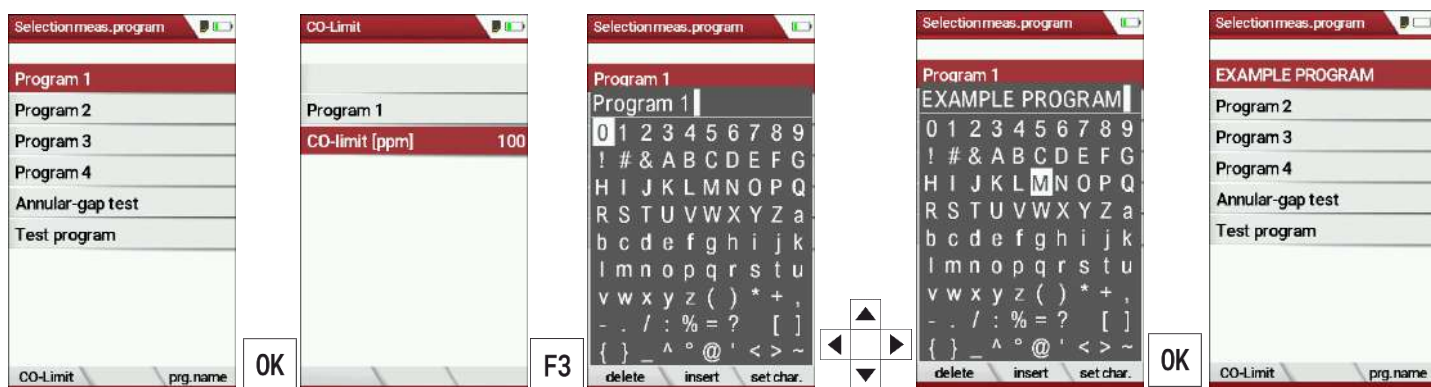 Selection meas.program
Program 1
Program 2
Program 3
Program 4
Annular-gap test
Test program
CO-Limit prg.name
OK
CO-Limit
Program 1
CO-limit [ppm] 100
F3
Selection meas.program
Program 1
Program 1
0 1 2 3 4 5 6 7 8 9
! # & A B C D E F G
H I J K L M N O P Q
R S T U V W X Y Z a
b c d e f g h i j k
l m n o p q r s t u
v w x y z ( ) * + ,
- . / : % = ? [ ]
{ } _ ^ ° @ ' < > ~
delete insert set char.
Selection meas.program
Program 1
EXAMPLE PROGRAM
0 1 2 3 4 5 6 7 8 9
! # & A B C D E F G
H I J K L M N O P Q
R S T U V W X Y Z a
b c d e f g h i j k
l m n o p q r s t u
v w x y z ( ) * + ,
- . / : % = ? [ ]
{ } _ ^ ° @ ' < > ~
delete insert set char.
OK
Selection meas.program
EXAMPLE PROGRAM
Program 2
Program 3
Program 4
Annular-gap test
Test program
CO-Limit prg.name